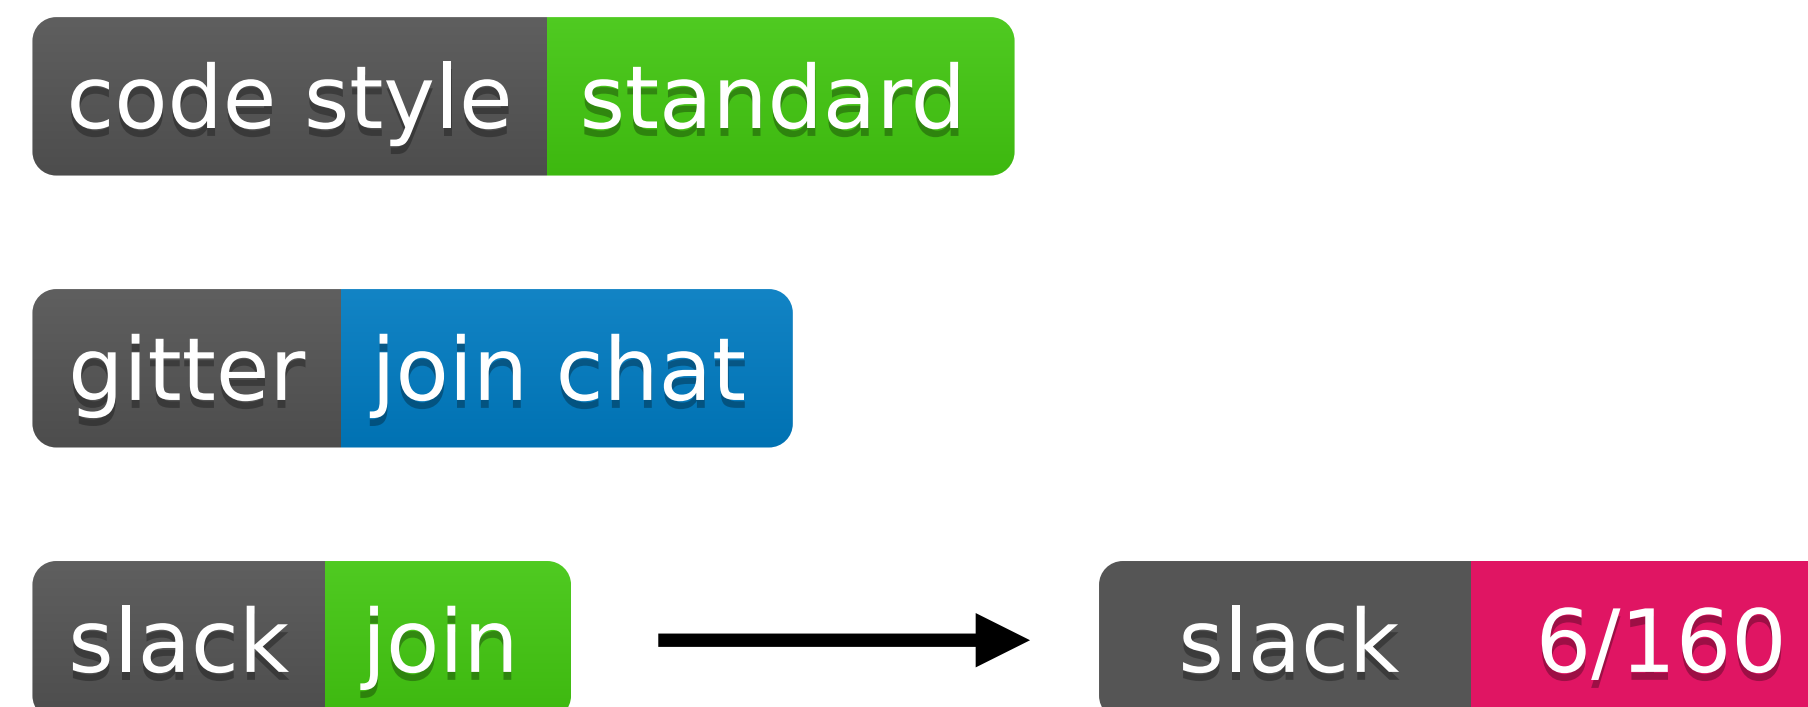 code style standard
gitter join chat
slack join slack 6/160